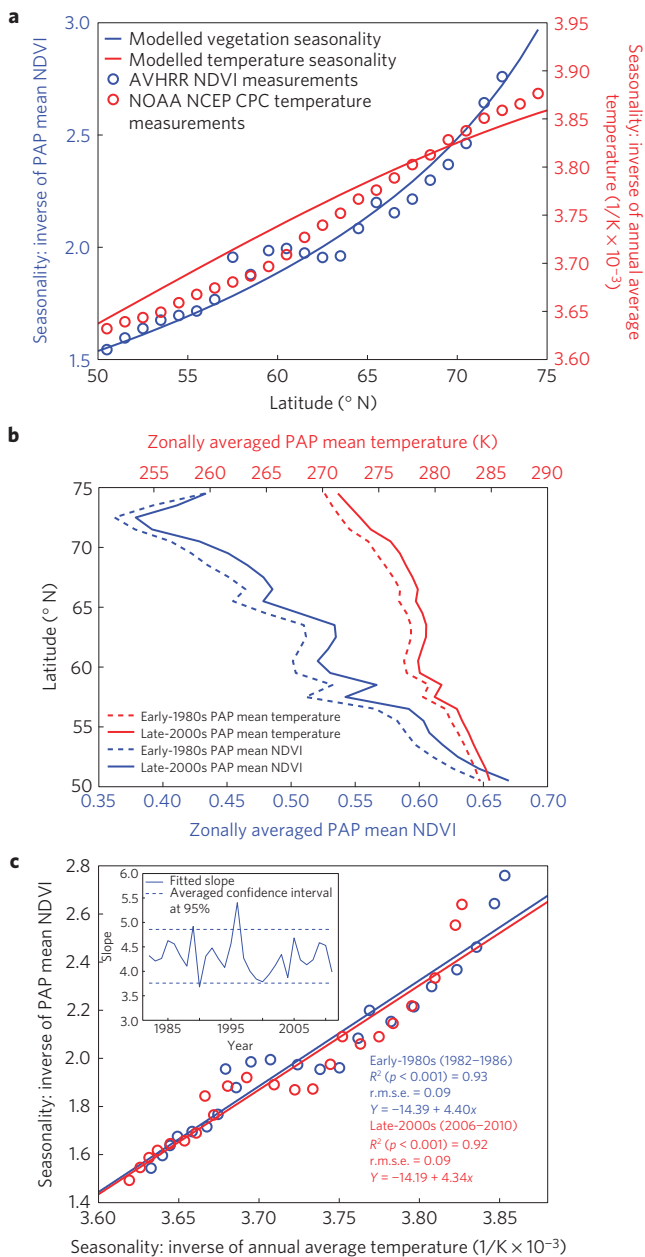 a
Modelled vegetation seasonality
Modelled temperature seasonality
AVHRR NDVI measurements
NOAA NCEP CPC temperature
measurements
Seasonality: inverse of PAP mean NDVI
3.0
2.5
2.0
1.5
50
55
60
65
70
75
Latitude (° N)
3.95
3.90
3.85
3.80
3.75
3.70
3.65
3.60
Seasonality: inverse of annual average
temperature (1/K × 10⁻³)
b
Zonally averaged PAP mean temperature (K)
255
260
265
270
275
280
285
290
75
70
65
60
55
50
Latitude (° N)
Early-1980s PAP mean temperature
Late-2000s PAP mean temperature
Early-1980s PAP mean NDVI
Late-2000s PAP mean NDVI
0.35
0.40
0.45
0.50
0.55
0.60
0.65
0.70
Zonally averaged PAP mean NDVI
c
Seasonality: inverse of PAP mean NDVI
2.8
2.6
2.4
2.2
2.0
1.8
1.6
1.4
6.0
5.5
5.0
4.5
4.0
3.5
3.0
Slope
Fitted slope
Averaged confidence interval
at 95%
1985
1995
2005
Year
Early-1980s (1982–1986)
R² (p < 0.001) = 0.93
r.m.s.e. = 0.09
Y = −14.39 + 4.40x
Late-2000s (2006–2010)
R² (p < 0.001) = 0.92
r.m.s.e. = 0.09
Y = −14.19 + 4.34x
3.60
3.65
3.70
3.75
3.80
3.85
Seasonality: inverse of annual average temperature (1/K × 10⁻³)